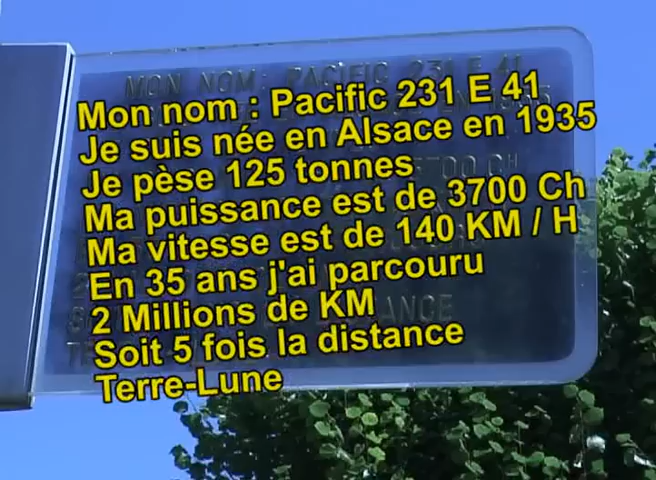 Mon nom : Pacific 231 E 41
Je suis née en Alsace en 1935
Je pèse 125 tonnes
Ma puissance est de 3700 Ch
Ma vitesse est de 140 KM / H
En 35 ans j'ai parcouru
2 Millions de KM
Soit 5 fois la distance
Terre-Lune